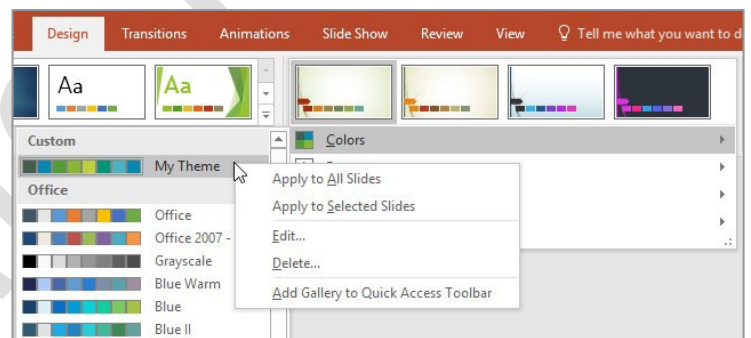 Design Transitions Animations Slide Show Review View Tell me what you want to d
Aa Aa
Custom
My Theme
Office
Office
Office 2007 -
Grayscale
Blue Warm
Blue
Blue II
Colors
Apply to All Slides
Apply to Selected Slides
Edit...
Delete...
Add Gallery to Quick Access Toolbar